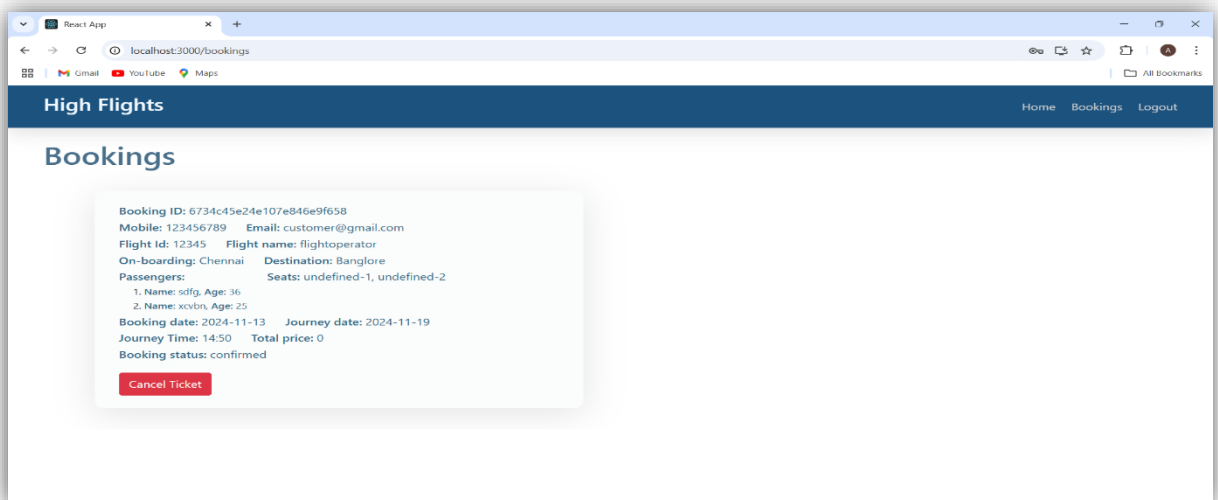 React App
localhost:3000/bookings
Gmail YouTube Maps All Bookmarks
High Flights Home Bookings Logout
Bookings
Booking ID: 6734c45e24e107e846e9f658
Mobile: 123456789 Email: customer@gmail.com
Flight Id: 12345 Flight name: flightoperator
On-boarding: Chennai Destination: Banglore
Passengers: Seats: undefined-1, undefined-2
1. Name: sdfg, Age: 36
2. Name: xcvbn, Age: 25
Booking date: 2024-11-13 Journey date: 2024-11-19
Journey Time: 14:50 Total price: 0
Booking status: confirmed
Cancel Ticket